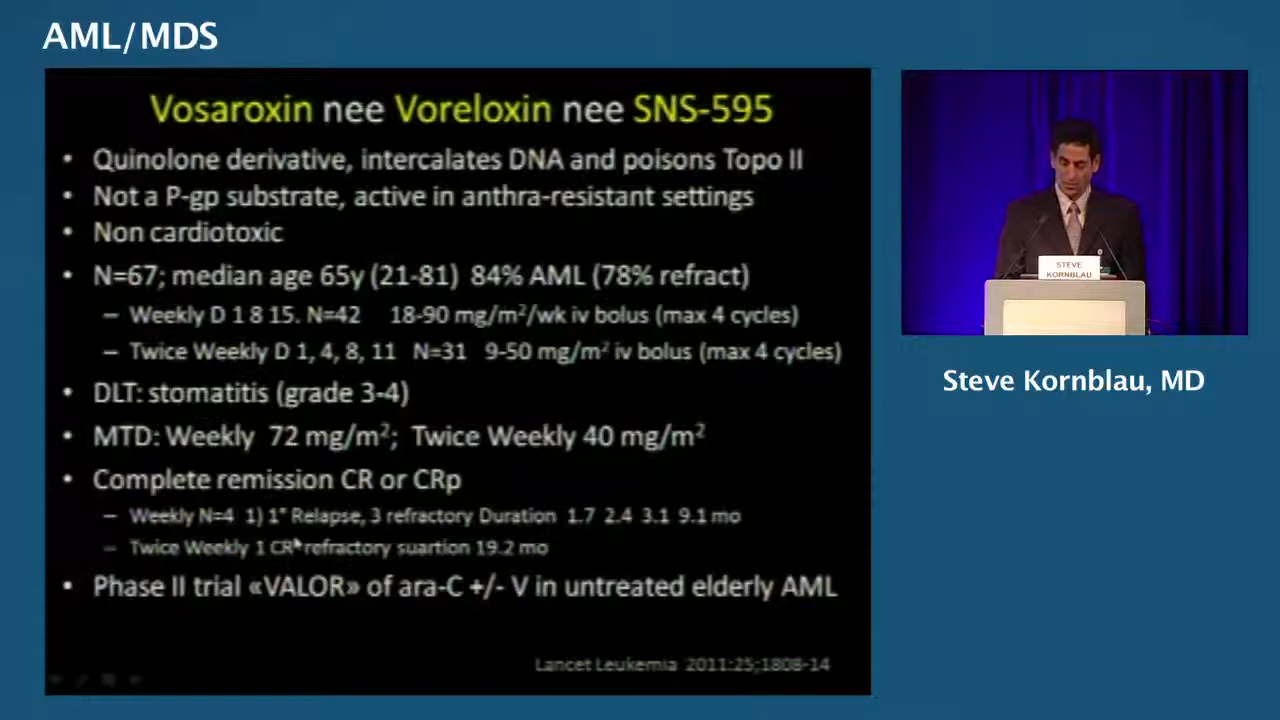 AML/MDS
Vosaroxin nee Voreloxin nee SNS-595
• Quinolone derivative, intercalates DNA and poisons Topo II
• Not a P-gp substrate, active in anthra-resistant settings
• Non cardiotoxic
• N=67; median age 65y (21-81) 84% AML (78% refract)
– Weekly D 1 8 15. N=42 18-90 mg/m²/wk iv bolus (max 4 cycles)
– Twice Weekly D 1, 4, 8, 11 N=31 9-50 mg/m² iv bolus (max 4 cycles)
• DLT: stomatitis (grade 3-4)
• MTD: Weekly 72 mg/m²; Twice Weekly 40 mg/m²
• Complete remission CR or CRp
– Weekly N=4 1) 1° Relapse, 3 refractory Duration 1.7 2.4 3.1 9.1 mo
– Twice Weekly 1 CR refractory suartion 19.2 mo
• Phase II trial «VALOR» of ara-C +/- V in untreated elderly AML
Lancet Leukemia 2011:25;1808-14
STEVE
KORNBLAU
Steve Kornblau, MD